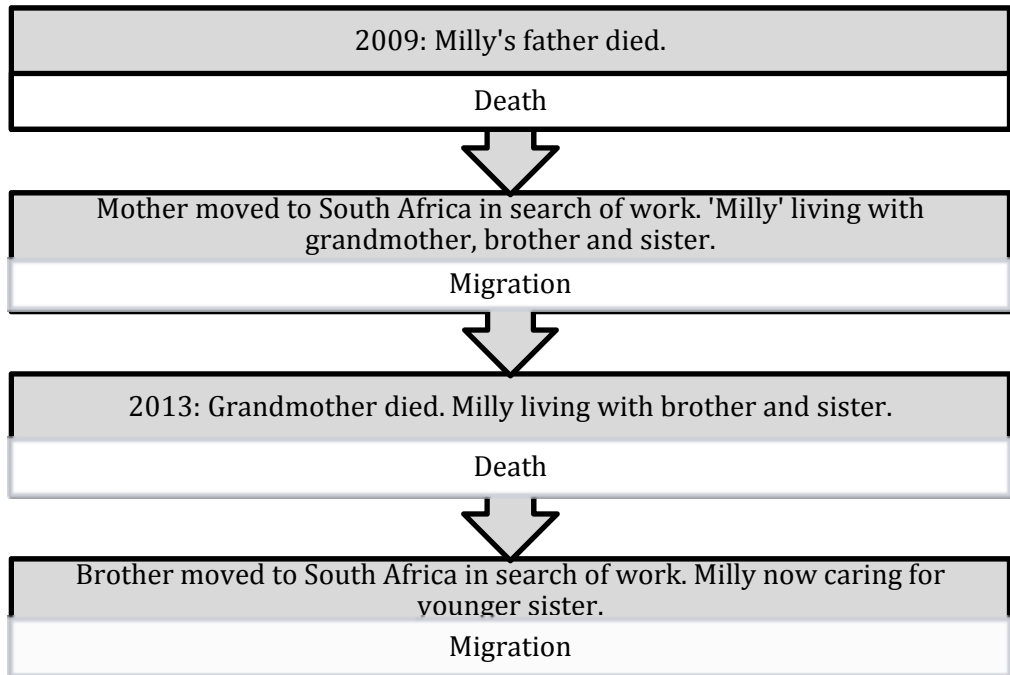 2009: Milly's father died.
Death
Mother moved to South Africa in search of work. 'Milly' living with
grandmother, brother and sister.
Migration
2013: Grandmother died. Milly living with brother and sister.
Death
Brother moved to South Africa in search of work. Milly now caring for
younger sister.
Migration